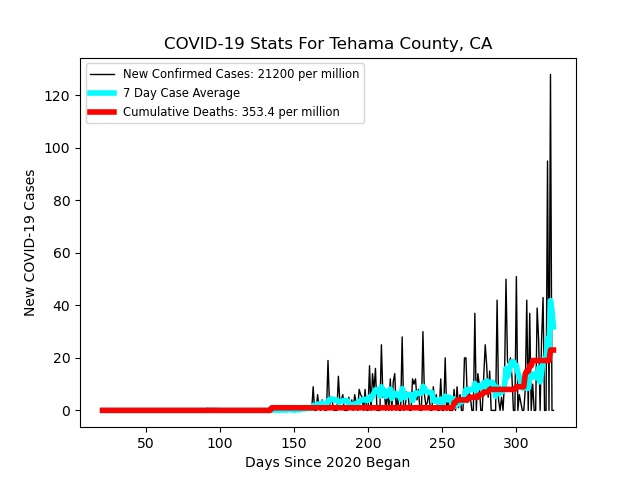 COVID-19 Stats For Tehama County, CA
New Confirmed Cases: 21200 per million
7 Day Case Average
Cumulative Deaths: 353.4 per million
New COVID-19 Cases
120
100
80
60
40
20
0
50 100 150 200 250 300
Days Since 2020 Began